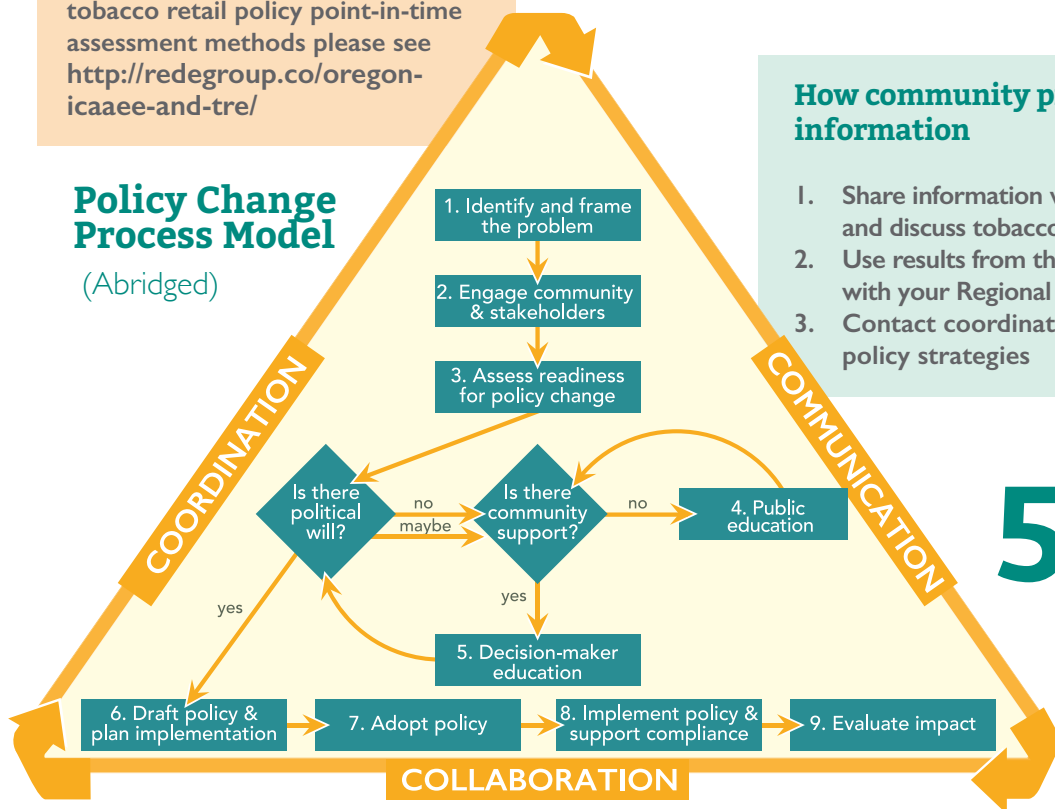 tobacco retail policy point-in-time
assessment methods please see
http://redegroup.co/oregon-
icaaee-and-tre/
Policy Change
Process Model
(Abridged)
How community p
information
1. Share information
and discuss tobacco
2. Use results from th
with your Regional
3. Contact coordinat
policy strategies
5
COORDINATION
COMMUNICATION
COLLABORATION
1. Identify and frame
the problem
2. Engage community
& stakeholders
3. Assess readiness
for policy change
Is there
political
will?
no
maybe
Is there
community
support?
no
4. Public
education
yes
yes
5. Decision-maker
education
6. Draft policy &
plan implementation
7. Adopt policy
8. Implement policy &
support compliance
9. Evaluate impact